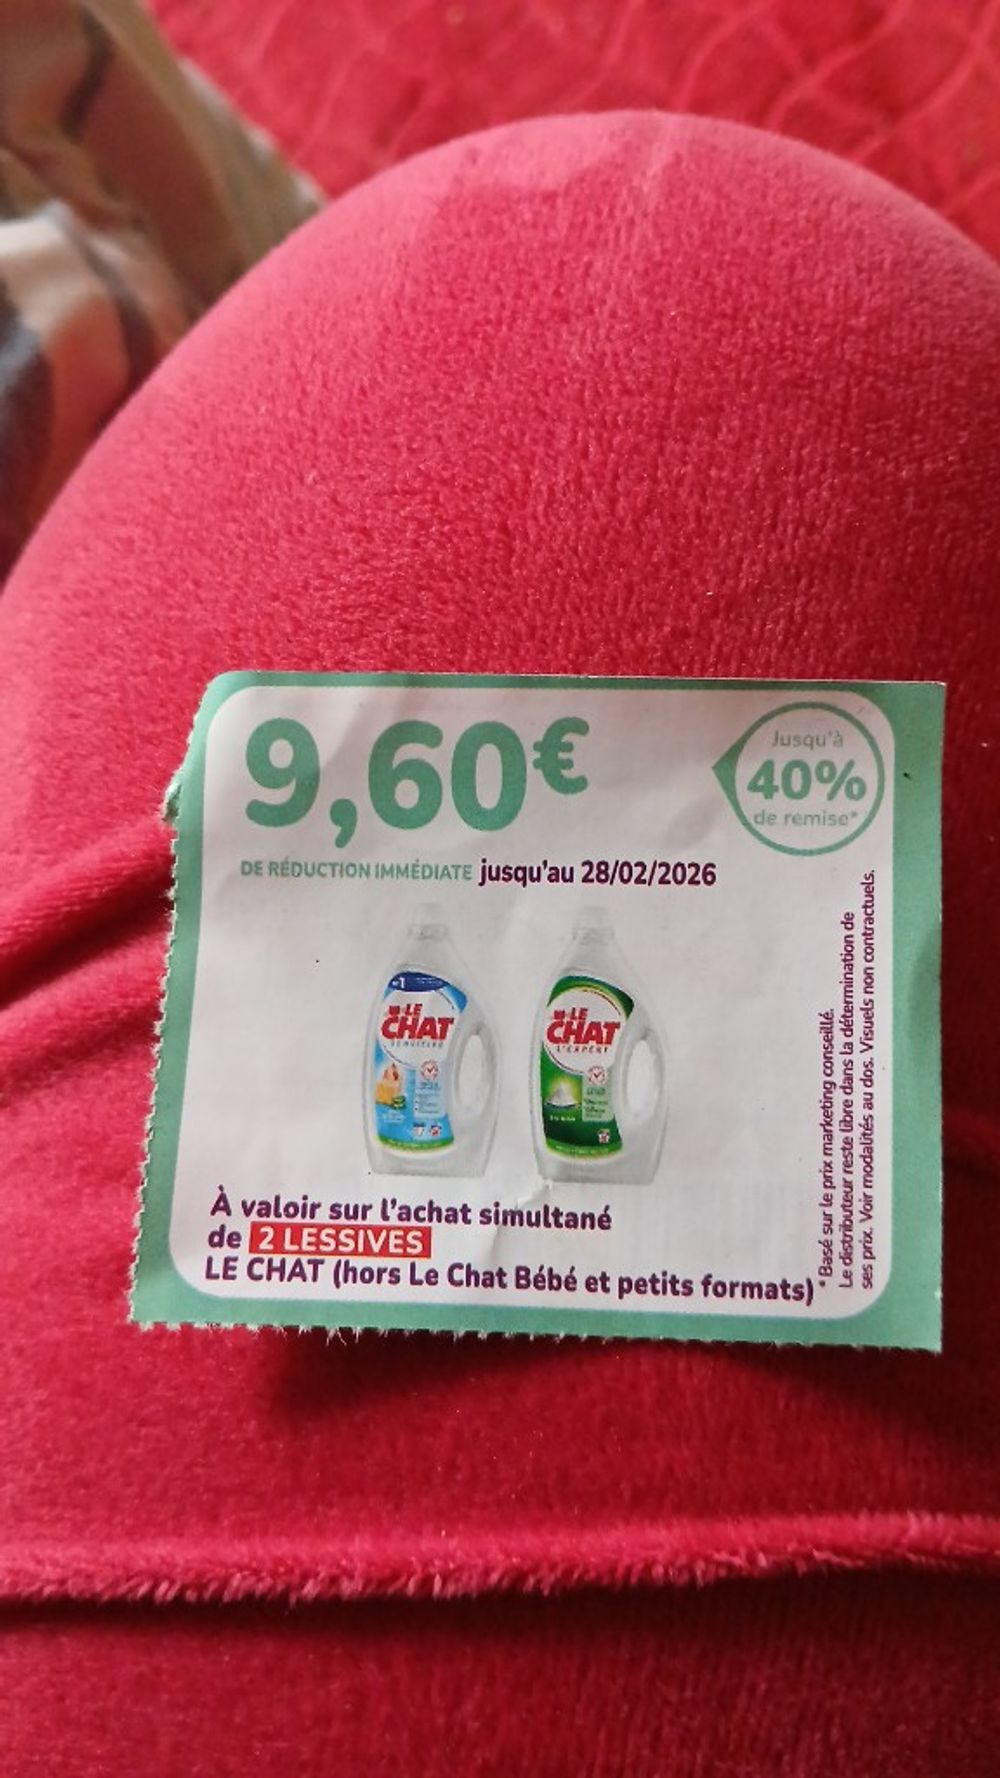 9,60€
Jusqu'à
40%
de remise*
DE RÉDUCTION IMMÉDIATE jusqu'au 28/02/2026
LE
CHAT
SENSITIVE
LE
CHAT
L'EXPERT
À valoir sur l'achat simultané
de 2 LESSIVES
LE CHAT (hors Le Chat Bébé et petits formats)
* Basé sur le prix marketing conseillé.
Le distributeur reste libre dans la détermination de
ses prix. Voir modalités au dos. Visuels non contractuels.